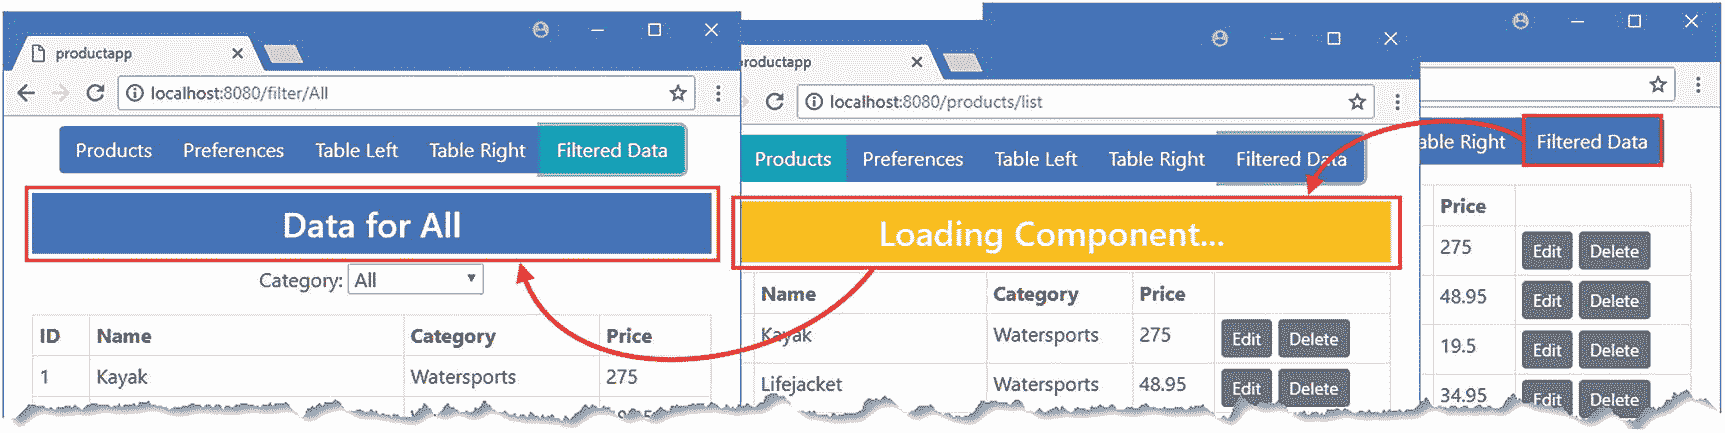 productapp
localhost:8080/filter/All
Products Preferences Table Left Table Right Filtered Data
Data for All
Category: All
ID Name Category Price
1 Kayak Watersports 275
roductapp
localhost:8080/products/list
Products Preferences Table Left Table Right Filtered Data
Loading Component...
Name Category Price
Kayak Watersports 275 Edit Delete
Lifejacket Watersports 48.95 Edit Delete
able Right Filtered Data
Price
275 Edit Delete
48.95 Edit Delete
19.5 Edit Delete
34.95 Edit Delete